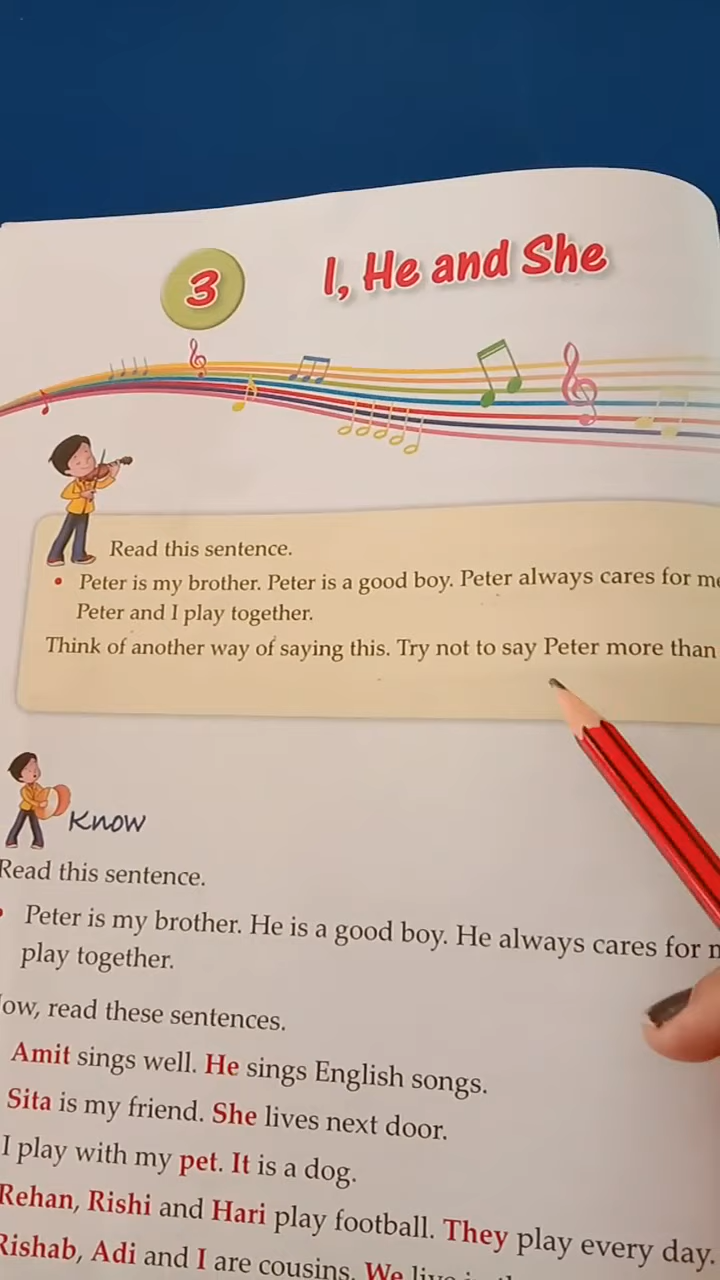 3
I, He and She
Read this sentence.
• Peter is my brother. Peter is a good boy. Peter always cares for
Peter and I play together.
Think of another way of saying this. Try not to say Peter more than
Know
Read this sentence.
Peter is my brother. He is a good boy. He always cares for
play together.
read these sentences.
Amit sings well. He sings English songs.
Sita is my friend. She lives next door.
I play with my pet. It is a dog.
Rehan, Rishi and Hari play football. They play every day.
Rishab, Adi and I are cousins. We